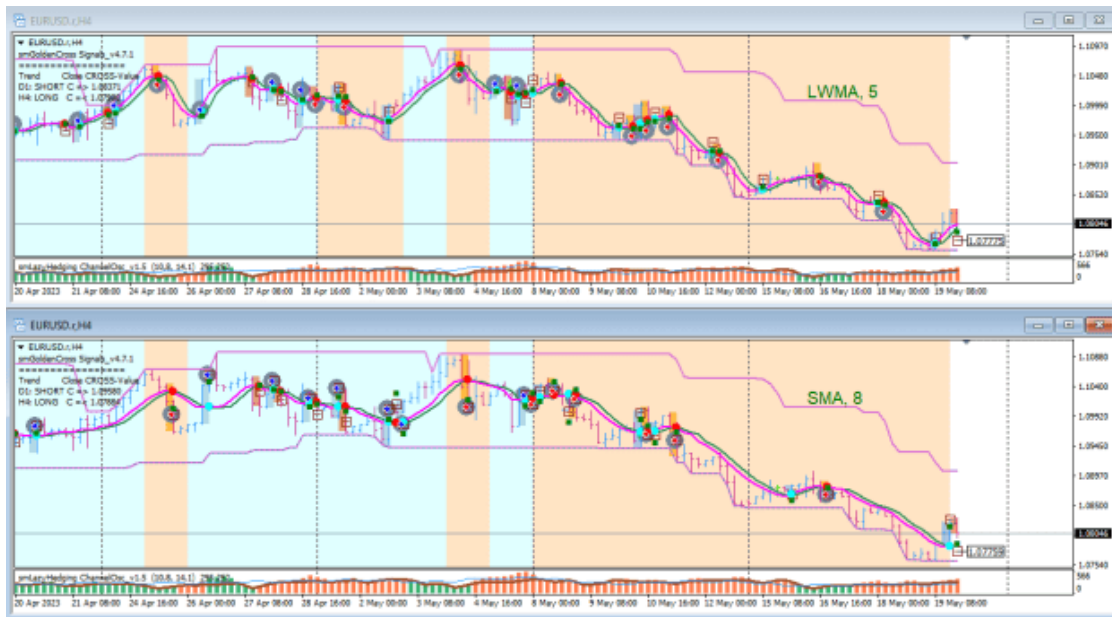 EURUSD.r,H4
EURUSD.r,H4
smGoldenCross Signals_v4.7.1
==================
Trend Close CROSS-Value
D1: SHORT C => 1.08371
H4: LONG C =<
LWMA, 5
1.10970
1.10480
1.09990
1.09500
1.09010
1.08520
1.08046
1.07775
1.07540
smLazyHedging ChannelOsc_v1.5 (10,8, 14,1)
566
0
20 Apr 2023 21 Apr 08:00 24 Apr 16:00 26 Apr 00:00 27 Apr 08:00 28 Apr 16:00 2 May 00:00 3 May 08:00 4 May 16:00 8 May 00:00 9 May 08:00 10 May 16:00 12 May 00:00 15 May 08:00 16 May 16:00 18 May 00:00 19 May 08:00
EURUSD.r,H4
EURUSD.r,H4
smGoldenCross Signals_v4.7.1
==================
Trend Close CROSS-Value
D1: SHORT C => 1.09580
H4: LONG C =< 1.07884
SMA, 8
1.10880
1.10400
1.09920
1.09450
1.08970
1.08500
1.08046
1.07759
1.07540
smLazyHedging ChannelOsc_v1.5 (10,8, 14,1)
566
0
20 Apr 2023 21 Apr 08:00 24 Apr 16:00 26 Apr 00:00 27 Apr 08:00 28 Apr 16:00 2 May 00:00 3 May 08:00 4 May 16:00 8 May 00:00 9 May 08:00 10 May 16:00 12 May 00:00 15 May 08:00 16 May 16:00 18 May 00:00 19 May 08:00